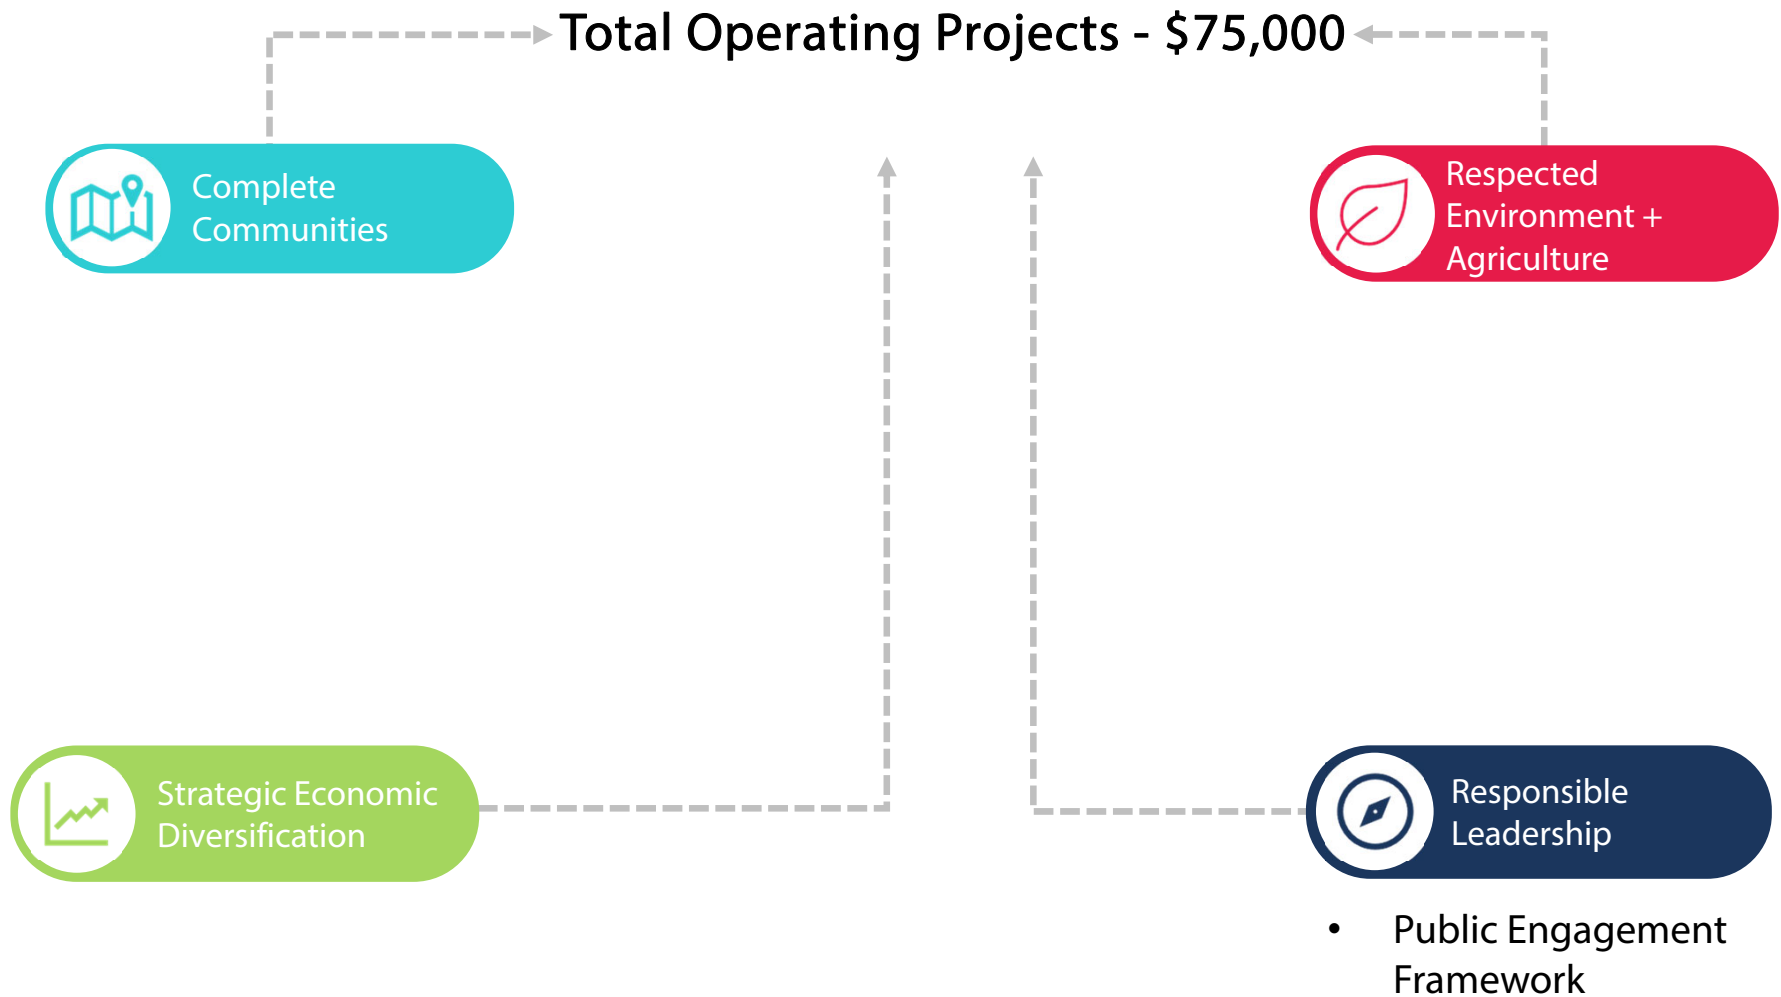 Total Operating Projects - $75,000
Complete
Communities
Respected
Environment +
Agriculture
Strategic Economic
Diversification
Responsible
Leadership
• Public Engagement
Framework